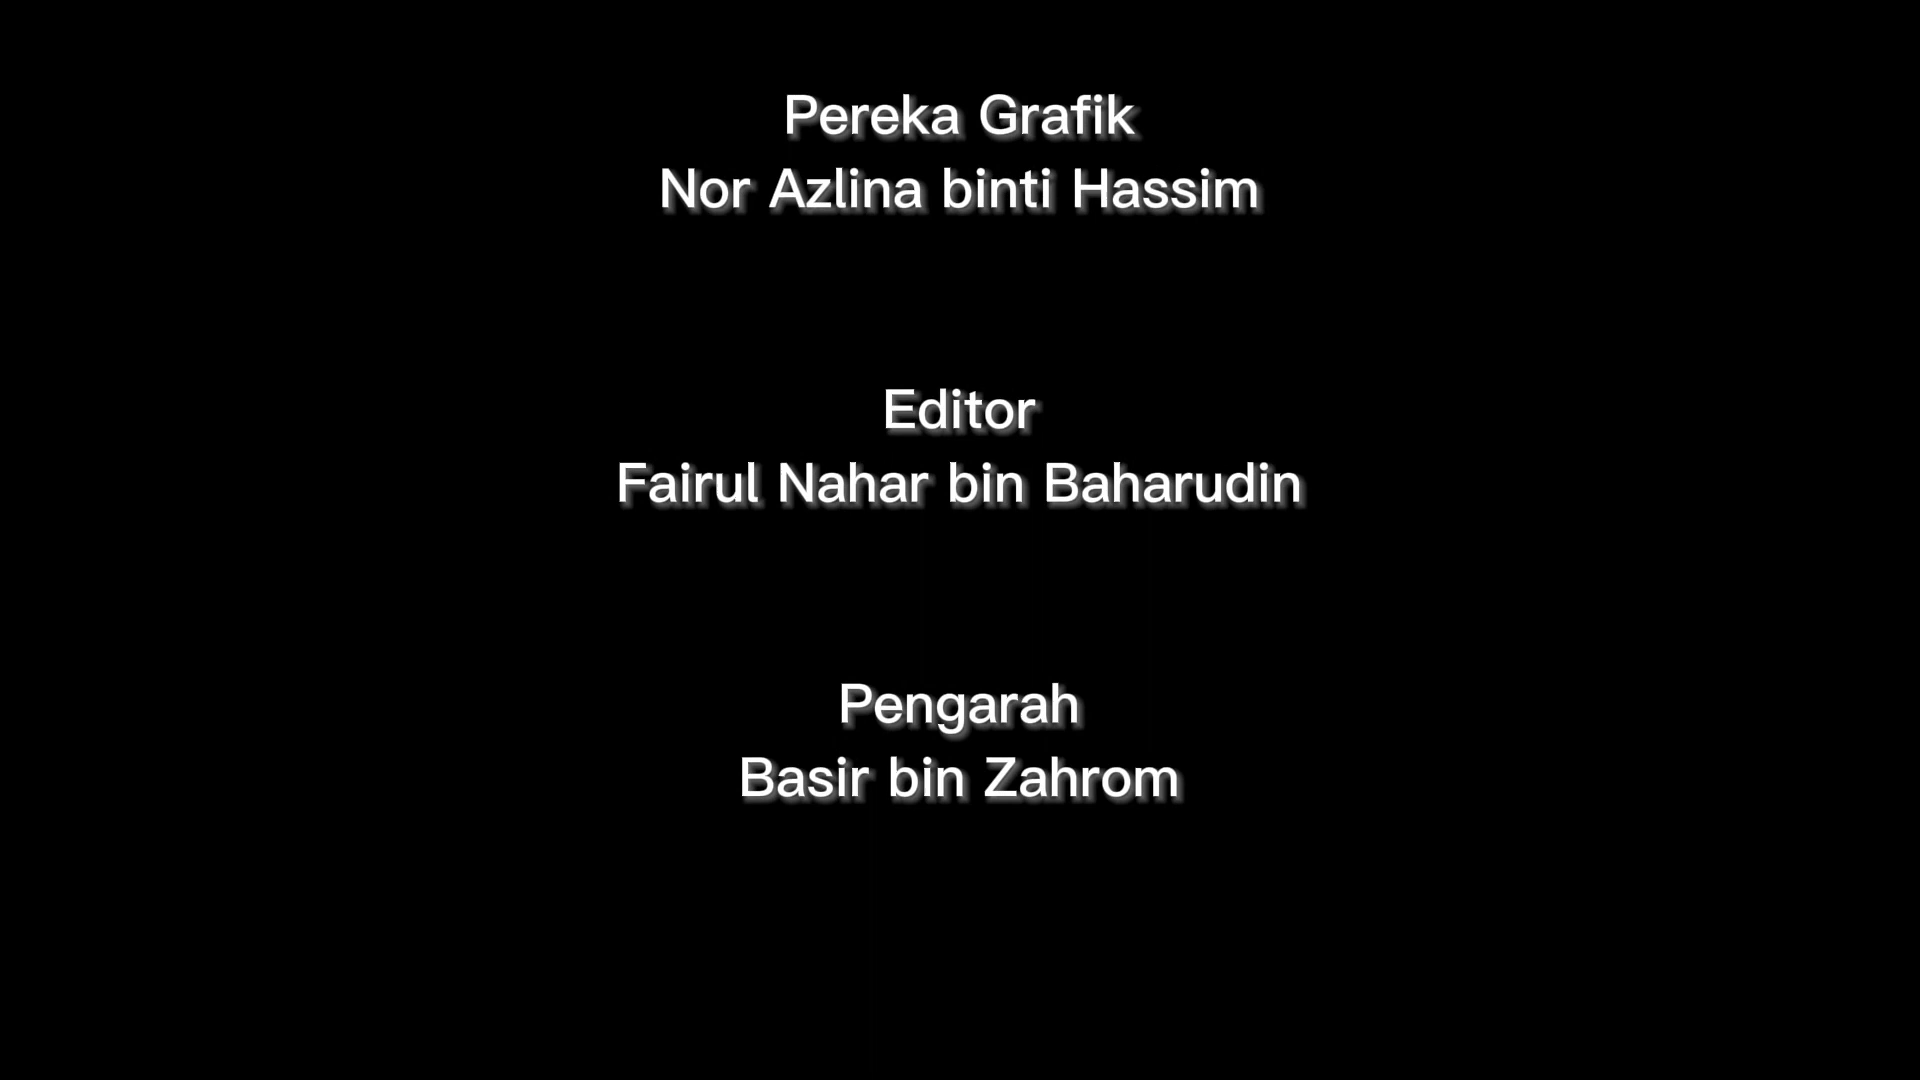 Pereka Grafik
Nor Azlina binti Hassim
Editor
Fairul Nahar bin Baharudin
Pengarah
Basir bin Zahrom